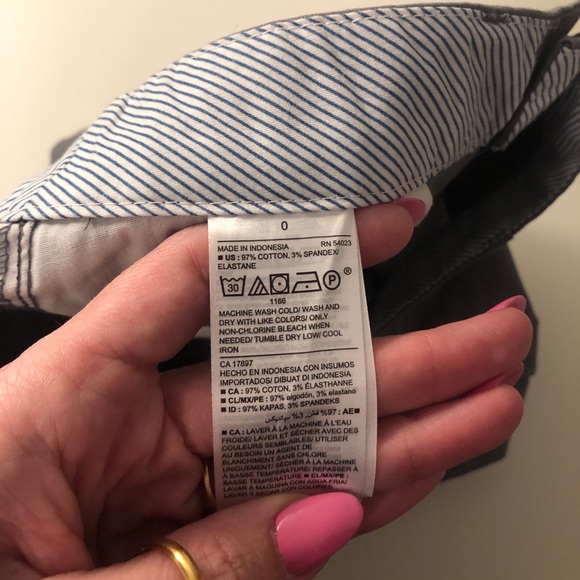 0
MADE IN INDONESIA RN 54023
■ US: 97% COTTON, 3% SPANDEX/
ELASTANE
30 P ®
1166
MACHINE WASH COLD/ WASH AND
DRY WITH LIKE COLORS/ ONLY
NON-CHLORINE BLEACH WHEN
NEEDED/ TUMBLE DRY LOW/ COOL
IRON
CA 17897
HECHO EN INDONESIA CON INSUMOS
IMPORTADOS/ DIBUAT DI INDONESIA
■ CA : 97% COTON, 3% ÉLASTHANNE
■ CL/MX/PE : 97% algodón, 3% elastano
■ ID : 97% KAPAS, 3% SPANDEKS
■ AE: 97% قطن, 3% سباندكس
■ CA : LAVER À LA MACHINE À L'EAU
FROIDE/ LAVER ET SÉCHER AVEC DES
COULEURS SEMBLABLES/ UTILISER
AU BESOIN UN AGENT DE
BLANCHIMENT SANS CHLORE
UNIQUEMENT/ SÉCHER À LA MACHINE
À BASSE TEMPÉRATURE/ REPASSER À
BASSE TEMPÉRATURE ■ CL/MX/PE :
LAVAR A MÁQUINA CON AGUA FRÍA/
LAVAR Y SECAR CON COLORES